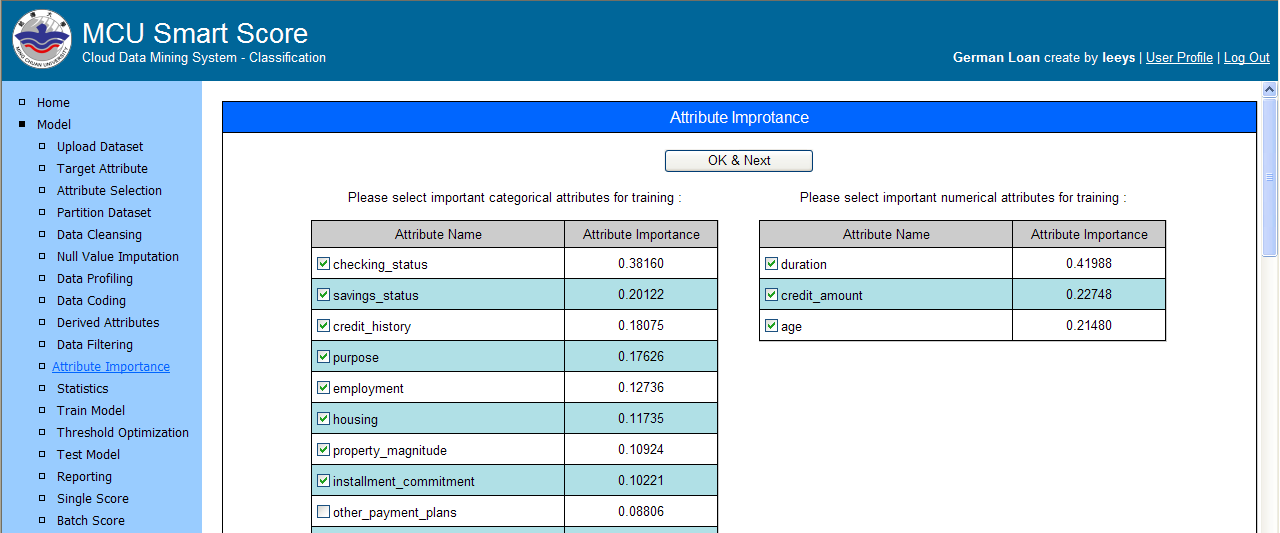 MCU Smart Score
Cloud Data Mining System - Classification
German Loan create by leeys | User Profile | Log Out
MING CHUAN UNIVERSITY
Home
Model
Upload Dataset
Target Attribute
Attribute Selection
Partition Dataset
Data Cleansing
Null Value Imputation
Data Profiling
Data Coding
Derived Attributes
Data Filtering
Attribute Importance
Statistics
Train Model
Threshold Optimization
Test Model
Reporting
Single Score
Batch Score
Attribute Improtance
OK & Next
Please select important categorical attributes for training :
Attribute Name Attribute Importance
checking_status 0.38160
savings_status 0.20122
credit_history 0.18075
purpose 0.17626
employment 0.12736
housing 0.11735
property_magnitude 0.10924
installment_commitment 0.10221
other_payment_plans 0.08806
Please select important numerical attributes for training :
Attribute Name Attribute Importance
duration 0.41988
credit_amount 0.22748
age 0.21480